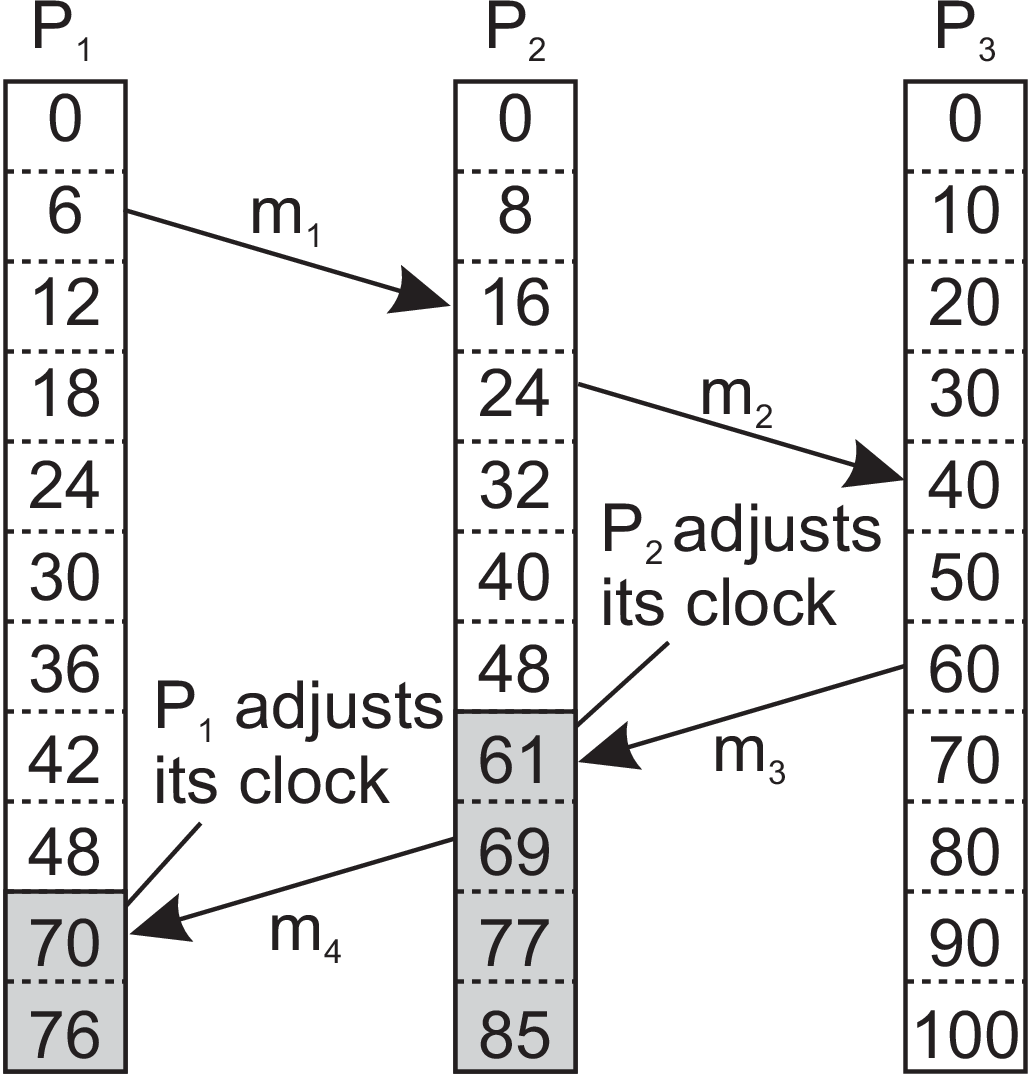 P₁ P₂ P₃
0 0 0
6 m₁ 8 10
12 16 20
18 24 m₂ 30
24 32 40
P₂ adjusts
its clock
30 40 50
36 48 60
P₁ adjusts
its clock
42 61 m₃ 70
48 69 80
70 m₄ 77 90
76 85 100